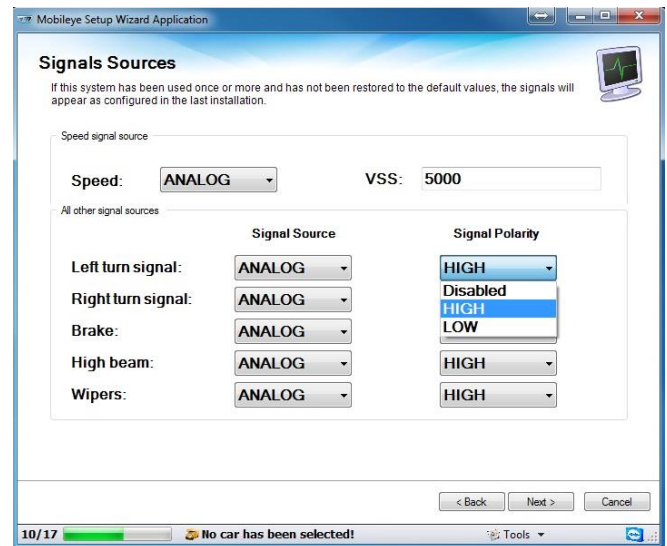 Mobileye Setup Wizard Application
Signals Sources
If this system has been used once or more and has not been restored to the default values, the signals will
appear as configured in the last installation.
Speed signal source
Speed: ANALOG VSS: 5000
All other signal sources
Signal Source Signal Polarity
Left turn signal: ANALOG HIGH
Disabled
Right turn signal: ANALOG HIGH
Brake: ANALOG LOW
High beam: ANALOG HIGH
Wipers: ANALOG HIGH
< Back Next > Cancel
10/17 No car has been selected! Tools